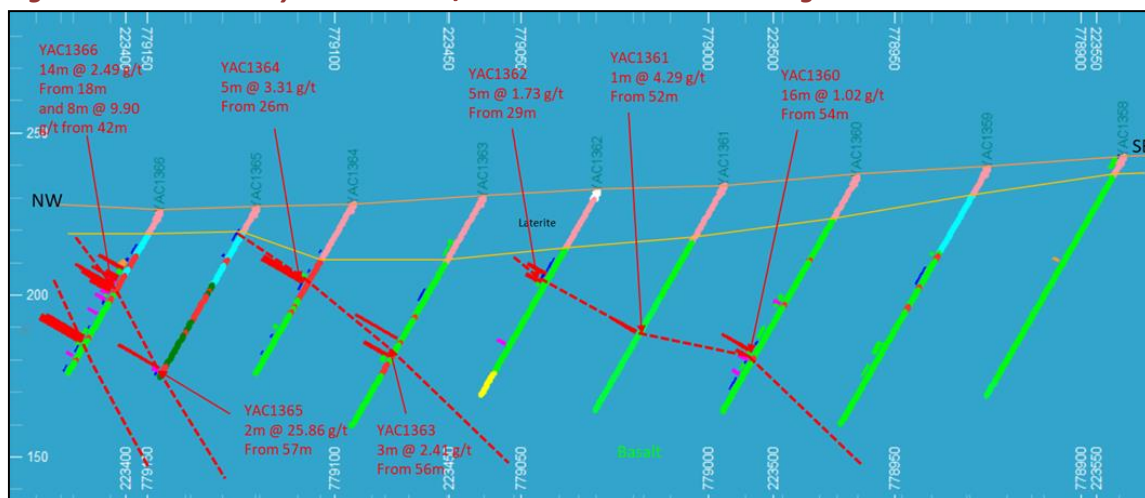 YAC1366
14m @ 2.49 g/t
From 18m
and 8m @ 9.90
g/t from 42m
YAC1364
5m @ 3.31 g/t
From 26m
YAC1362
5m @ 1.73 g/t
From 29m
YAC1361
1m @ 4.29 g/t
From 52m
YAC1360
16m @ 1.02 g/t
From 54m
223400
779150
779100
223450
779050
779000
223500
778950
778900
223550
250
NW
200
150
YAC1366
YAC1365
YAC1364
YAC1363
YAC1362
YAC1361
YAC1360
YAC1359
YAC1358
Laterite
YAC1365
2m @ 25.86 g/t
From 57m
YAC1363
3m @ 2.41 g/t
From 56m
Basalt
223400
779100
779050
779000
223500
778950
778900
223550